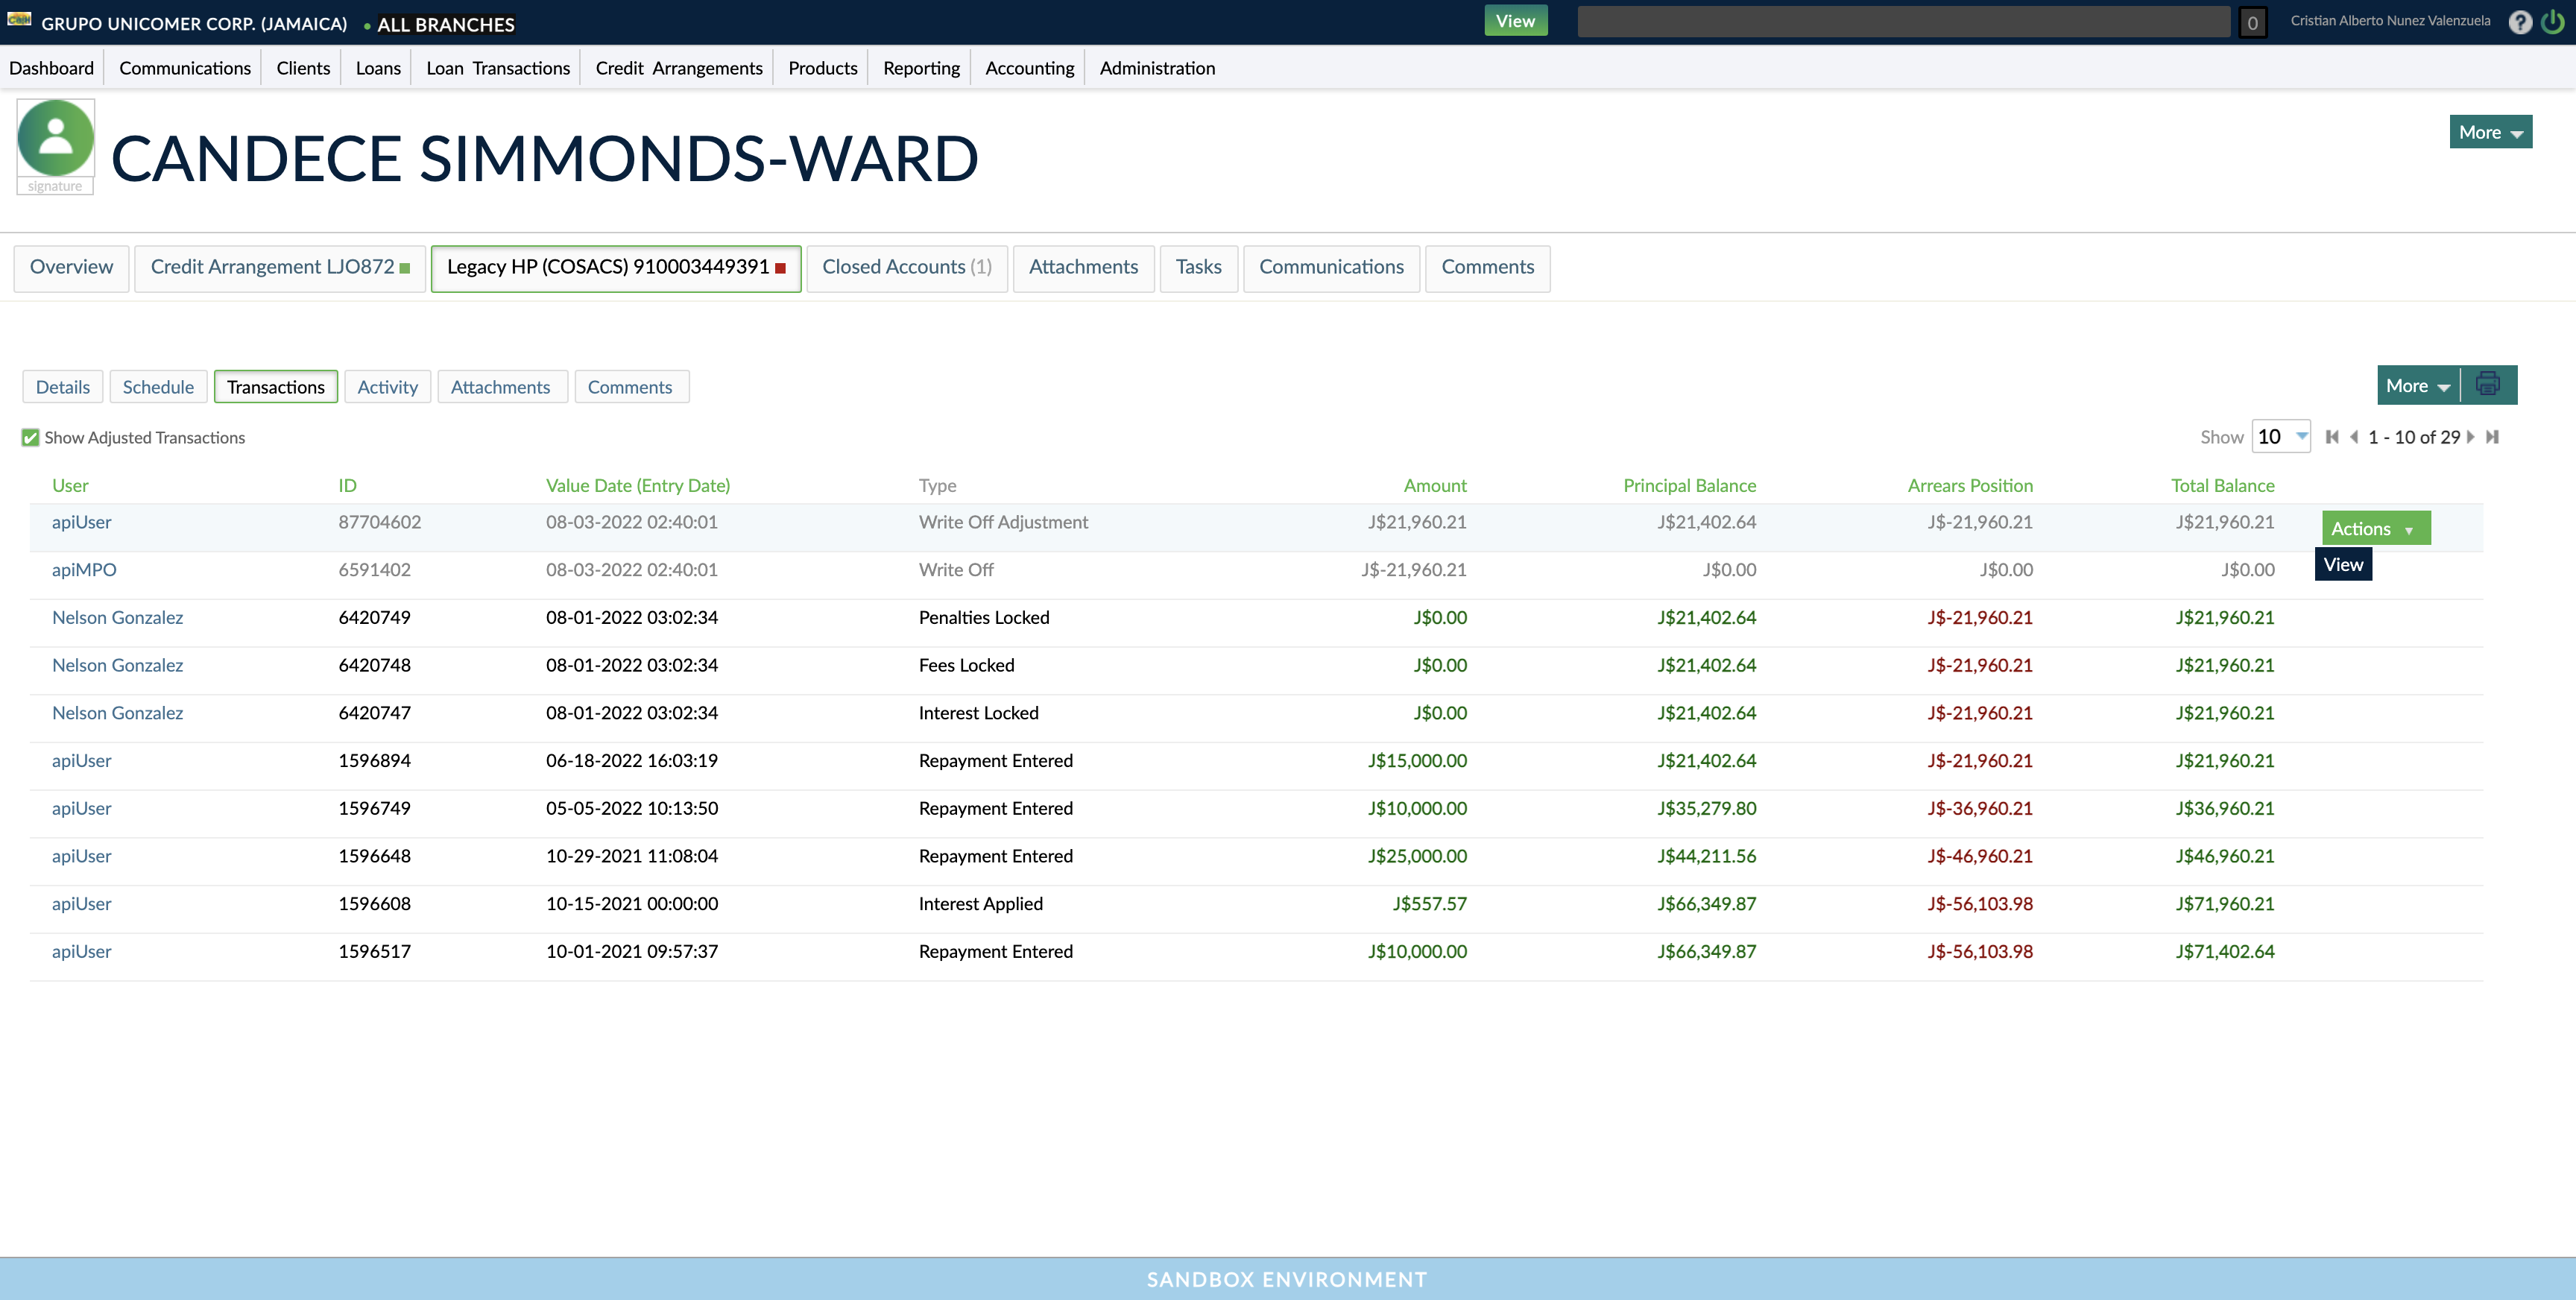 GRUPO UNICOMER CORP. (JAMAICA) • ALL BRANCHES View 0 Cristian Alberto Nunez Valenzuela ?
Dashboard Communications Clients Loans Loan Transactions Credit Arrangements Products Reporting Accounting Administration
signature
CANDECE SIMMONDS-WARD
More
Overview Credit Arrangement LJO872 Legacy HP (COSACS) 910003449391 Closed Accounts (1) Attachments Tasks Communications Comments
Details Schedule Transactions Activity Attachments Comments More
Show Adjusted Transactions Show 10 1 - 10 of 29
User ID Value Date (Entry Date) Type Amount Principal Balance Arrears Position Total Balance
apiUser 87704602 08-03-2022 02:40:01 Write Off Adjustment J$21,960.21 J$21,402.64 J$-21,960.21 J$21,960.21 Actions
View
apiMPO 6591402 08-03-2022 02:40:01 Write Off J$-21,960.21 J$0.00 J$0.00 J$0.00
Nelson Gonzalez 6420749 08-01-2022 03:02:34 Penalties Locked J$0.00 J$21,402.64 J$-21,960.21 J$21,960.21
Nelson Gonzalez 6420748 08-01-2022 03:02:34 Fees Locked J$0.00 J$21,402.64 J$-21,960.21 J$21,960.21
Nelson Gonzalez 6420747 08-01-2022 03:02:34 Interest Locked J$0.00 J$21,402.64 J$-21,960.21 J$21,960.21
apiUser 1596894 06-18-2022 16:03:19 Repayment Entered J$15,000.00 J$21,402.64 J$-21,960.21 J$21,960.21
apiUser 1596749 05-05-2022 10:13:50 Repayment Entered J$10,000.00 J$35,279.80 J$-36,960.21 J$36,960.21
apiUser 1596648 10-29-2021 11:08:04 Repayment Entered J$25,000.00 J$44,211.56 J$-46,960.21 J$46,960.21
apiUser 1596608 10-15-2021 00:00:00 Interest Applied J$557.57 J$66,349.87 J$-56,103.98 J$71,960.21
apiUser 1596517 10-01-2021 09:57:37 Repayment Entered J$10,000.00 J$66,349.87 J$-56,103.98 J$71,402.64
SANDBOX ENVIRONMENT